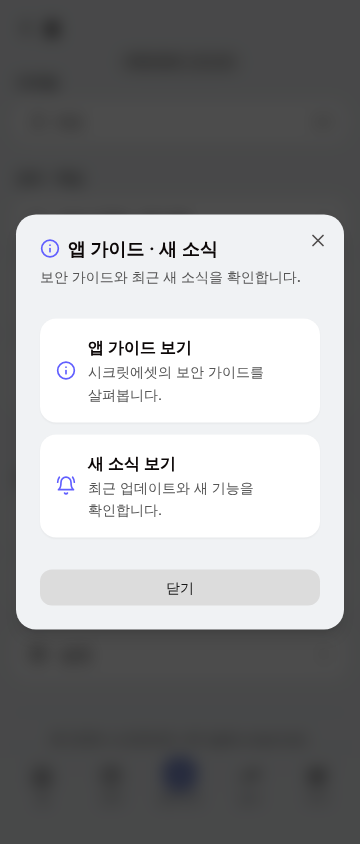 앱 가이드 · 새 소식
보안 가이드와 최근 새 소식을 확인합니다.
앱 가이드 보기
시크릿에셋의 보안 가이드를
살펴봅니다.
새 소식 보기
최근 업데이트와 새 기능을
확인합니다.
닫기